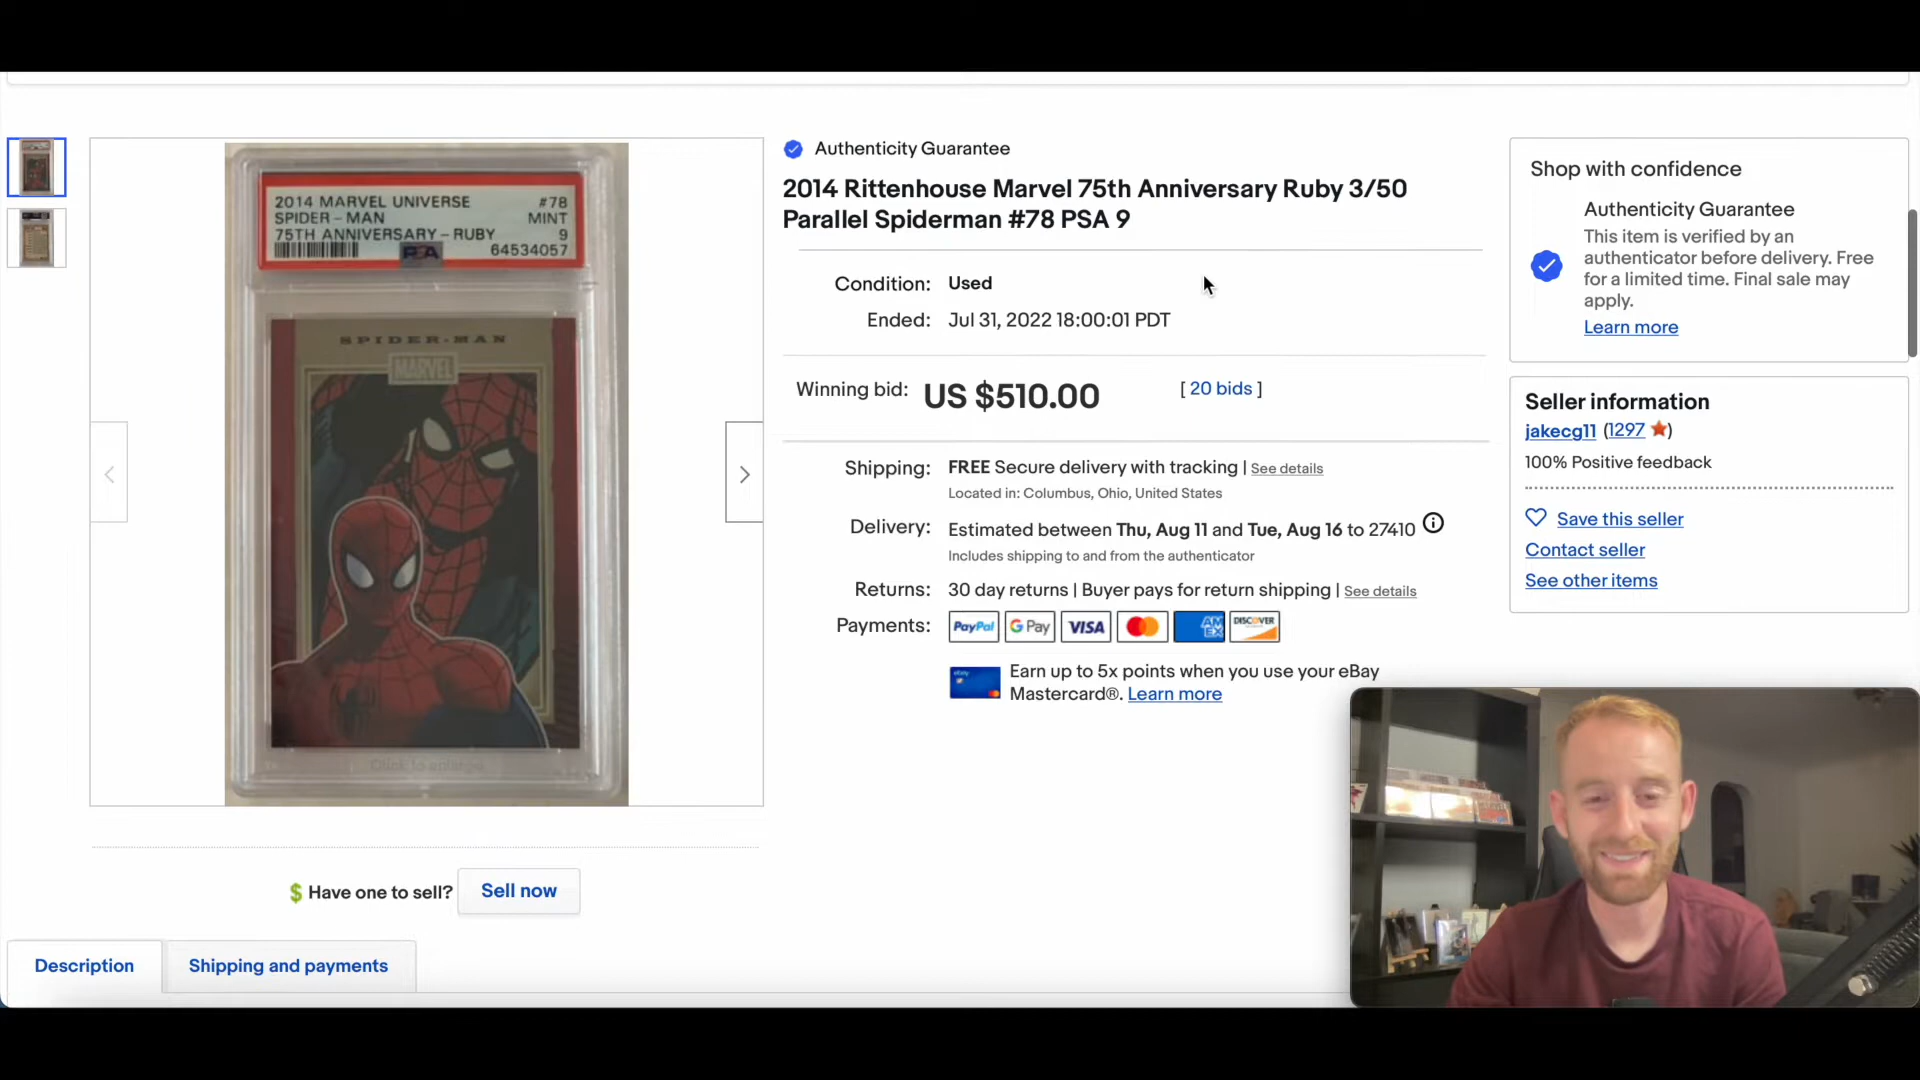 Authenticity Guarantee
2014 Rittenhouse Marvel 75th Anniversary Ruby 3/50
Parallel Spiderman #78 PSA 9
Condition: Used
Ended: Jul 31, 2022 18:00:01 PDT
Winning bid: US $510.00 [ 20 bids ]
Shipping: FREE Secure delivery with tracking | See details
Located in: Columbus, Ohio, United States
Delivery: Estimated between Thu, Aug 11 and Tue, Aug 16 to 27410
Includes shipping to and from the authenticator
Returns: 30 day returns | Buyer pays for return shipping | See details
Payments: PayPal G Pay VISA AM EX DISCOVER
Earn up to 5x points when you use your eBay
Mastercard®. Learn more
2014 MARVEL UNIVERSE #78
SPIDER - MAN MINT
75TH ANNIVERSARY - RUBY 9
PSA 64534057
SPIDER-MAN
MARVEL
Click to enlarge
Have one to sell? Sell now
Description
Shipping and payments
Shop with confidence
Authenticity Guarantee
This item is verified by an
authenticator before delivery. Free
for a limited time. Final sale may
apply.
Learn more
Seller information
jakecg11 (1297)
100% Positive feedback
Save this seller
Contact seller
See other items